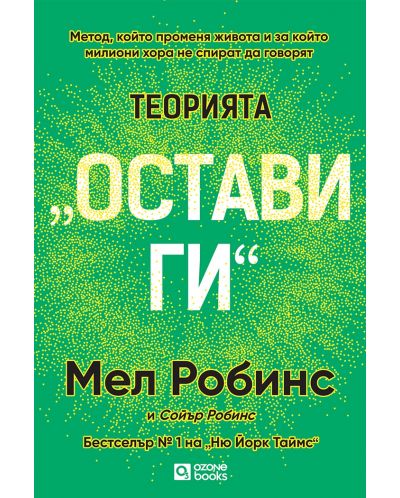 Метод, който променя живота и за който
милиони хора не спират да говорят
ТЕОРИЯТА
„ОСТАВИ
ГИ“
Мел Робинс
и Сойър Робинс
Бестселър № 1 на „Ню Йорк Таймс“
ozone
books